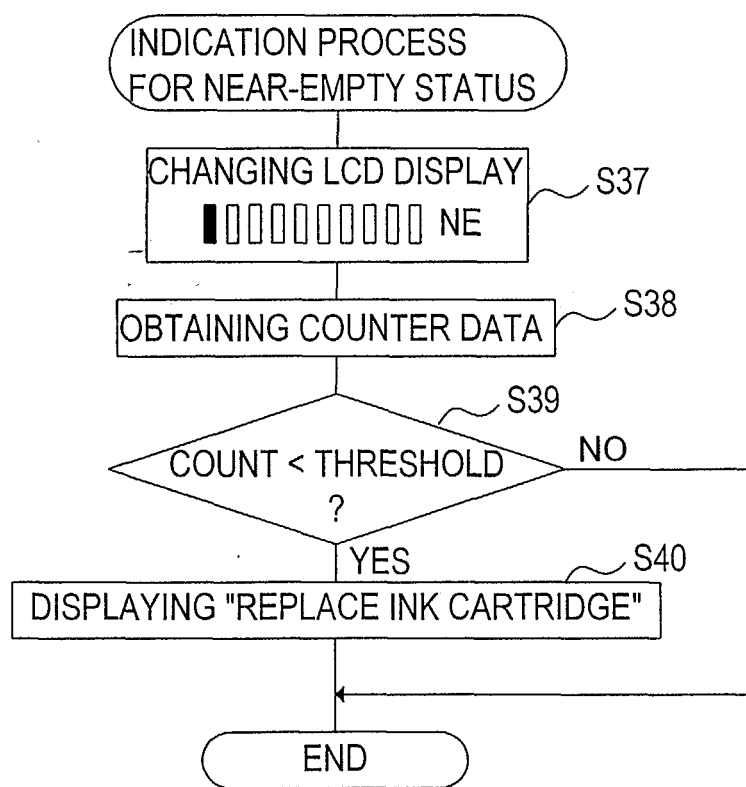 INDICATION PROCESS
FOR NEAR-EMPTY STATUS
CHANGING LCD DISPLAY
NE
S37
OBTAINING COUNTER DATA
S38
S39
COUNT < THRESHOLD
?
NO
YES
S40
DISPLAYING "REPLACE INK CARTRIDGE"
END